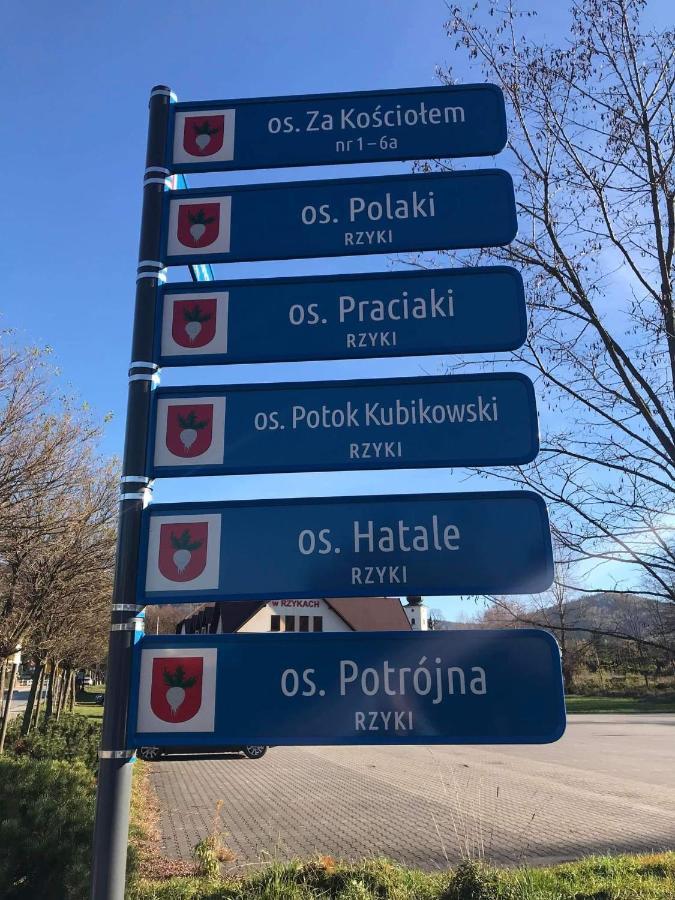 os. Za Kościołem
nr 1–6a
os. Polaki
RZYKI
os. Praciaki
RZYKI
os. Potok Kubikowski
RZYKI
os. Hatale
RZYKI
w RZYKACH
os. Potrójna
RZYKI